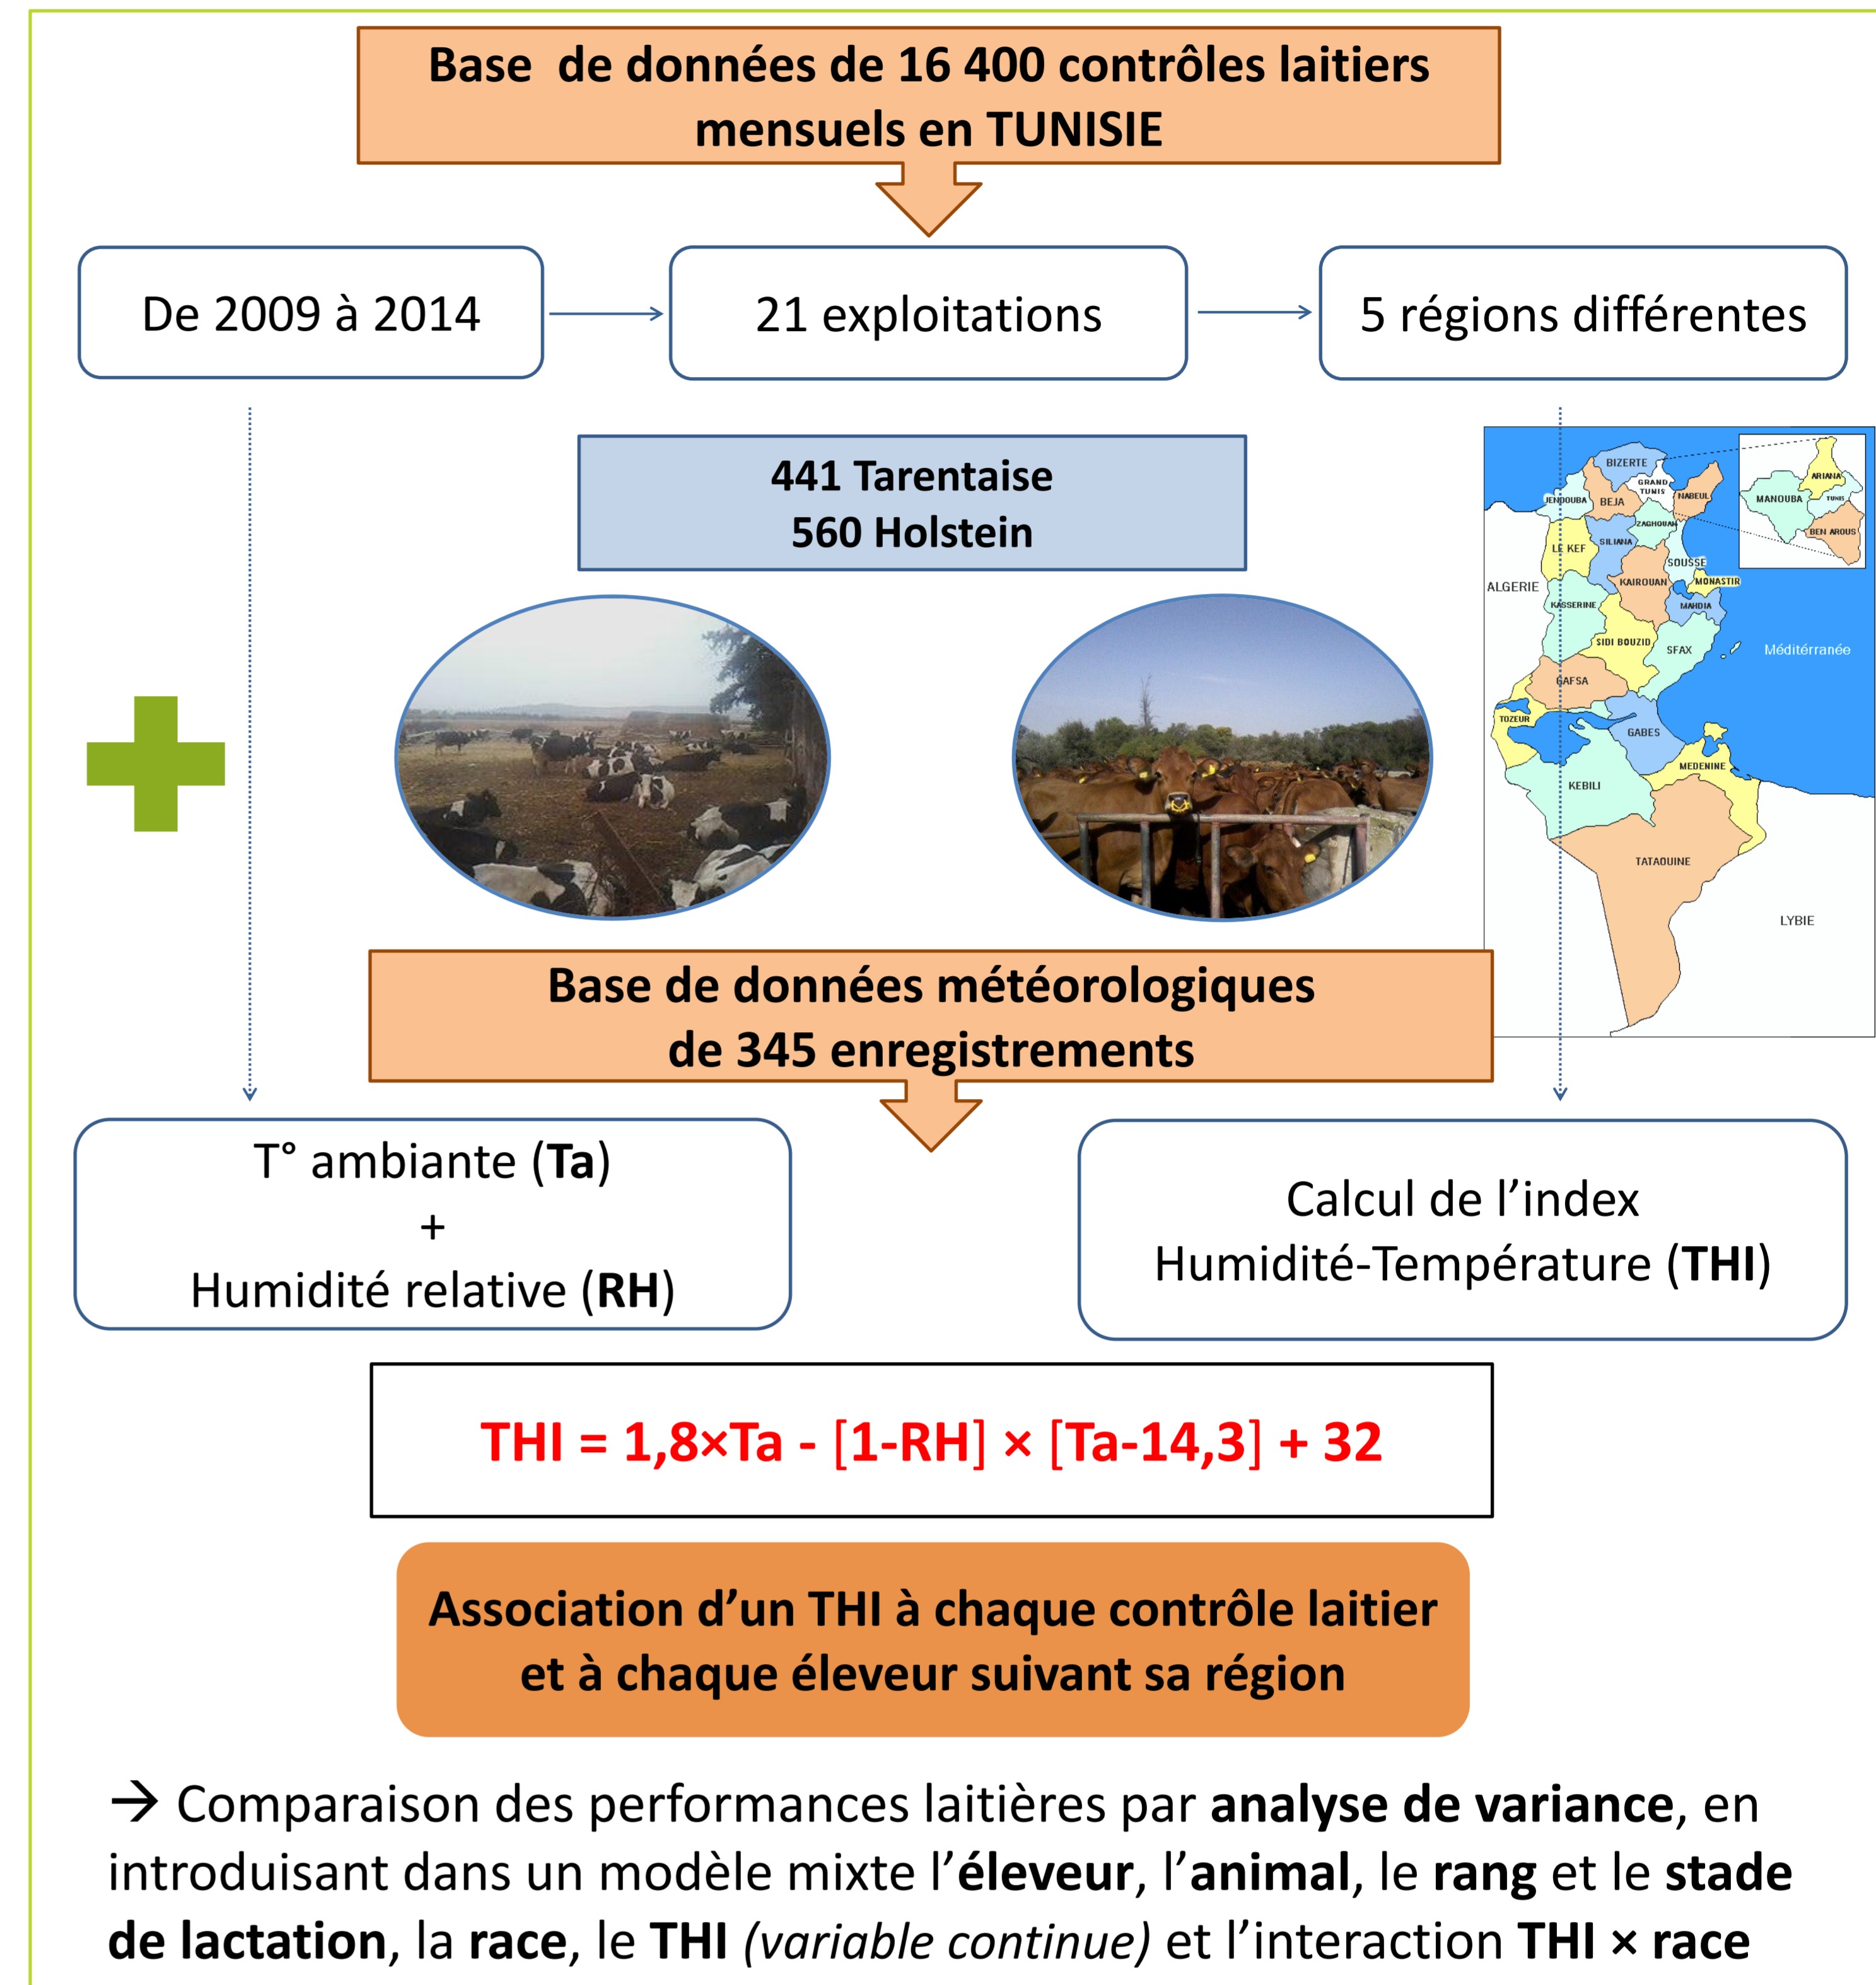 Base de données de 16 400 contrôles laitiers
mensuels en TUNISIE
De 2009 à 2014
21 exploitations
5 régions différentes
441 Tarentaise
560 Holstein
BIZERTE
GRAND
TUNIS
JENDOUBA
BEJA
NABEUL
ZAGHOUAN
LE KEF
SILIANA
SOUSSE
ALGERIE
KAIROUAN
MONASTIR
KASSERINE
MAHDIA
SIDI BOUZID
SFAX
Méditérranée
GAFSA
TOZEUR
GABES
MEDENINE
KEBILI
TATAOUINE
LYBIE
ARIANA
MANOUBA
TUNIS
BEN AROUS
Base de données météorologiques
de 345 enregistrements
T° ambiante (Ta)
+
Humidité relative (RH)
Calcul de l’index
Humidité-Température (THI)
THI = 1,8×Ta - [1-RH] × [Ta-14,3] + 32
Association d’un THI à chaque contrôle laitier
et à chaque éleveur suivant sa région
→ Comparaison des performances laitières par analyse de variance, en
introduisant dans un modèle mixte l’éleveur, l’animal, le rang et le stade
de lactation, la race, le THI (variable continue) et l’interaction THI × race